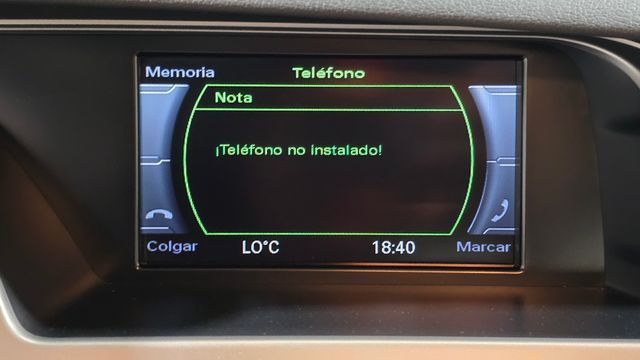 Memoria Teléfono
Nota
¡Teléfono no instalado!
Colgar LO°C 18:40 Marcar